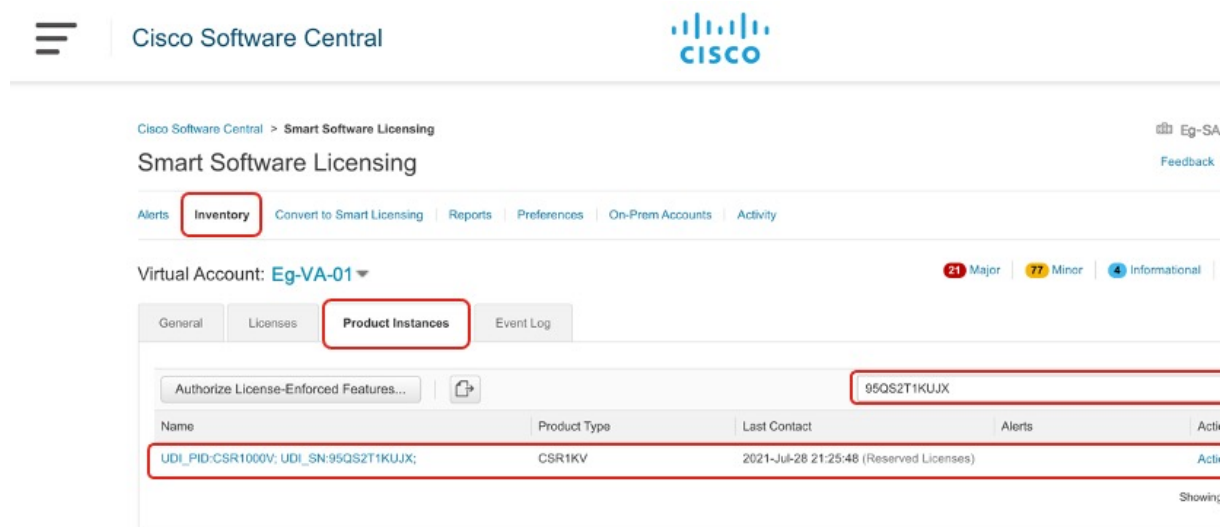 Cisco Software Central
CISCO
Cisco Software Central > Smart Software Licensing
Eg-SA
Smart Software Licensing
Feedback
Alerts Inventory Convert to Smart Licensing Reports Preferences On-Prem Accounts Activity
Virtual Account: Eg-VA-01
21 Major 77 Minor 4 Informational
General Licenses Product Instances Event Log
Authorize License-Enforced Features...
95QS2T1KUJX
Name Product Type Last Contact Alerts Acti
UDI_PID:CSR1000V; UDI_SN:95QS2T1KUJX; CSR1KV 2021-Jul-28 21:25:48 (Reserved Licenses) Acti
Showing